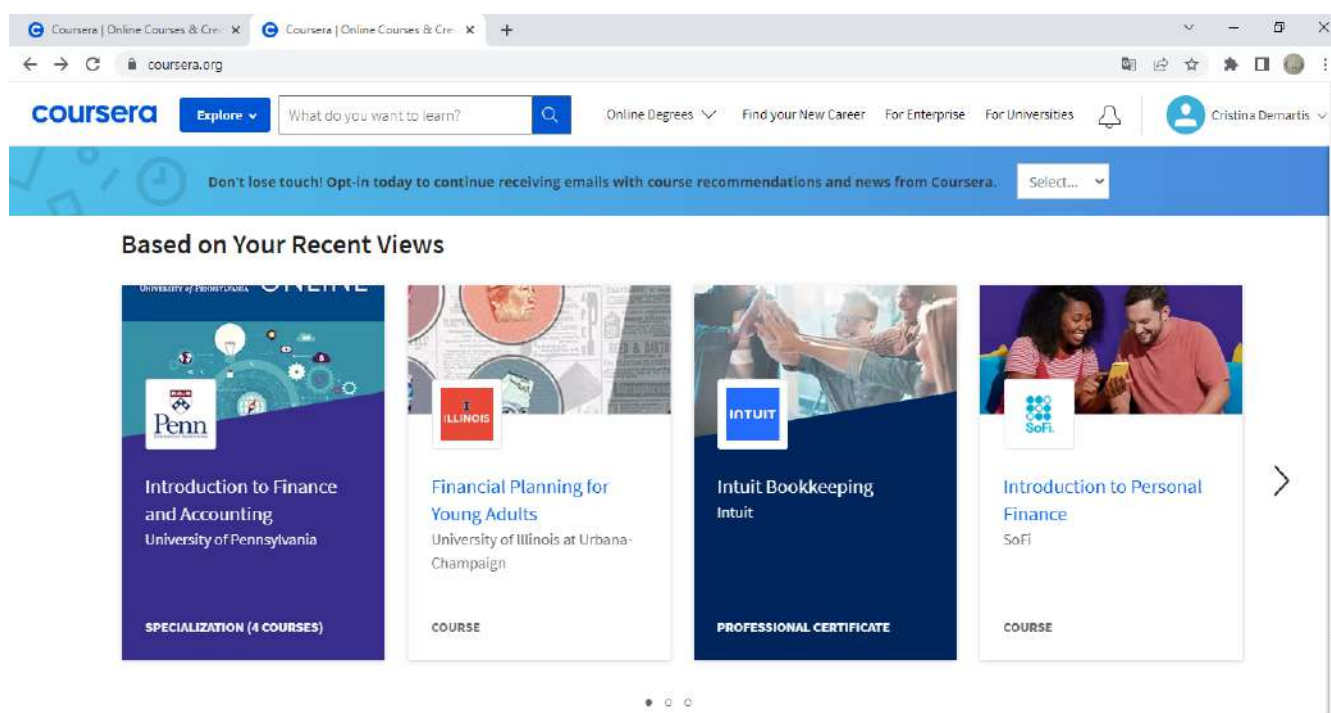 Coursera | Online Courses & Cre
Coursera | Online Courses & Cre
coursera.org
coursera
Explore
What do you want to learn?
Online Degrees
Find your New Career
For Enterprise
For Universities
Cristina Demartis
Don't lose touch! Opt-in today to continue receiving emails with course recommendations and news from Coursera.
Select...
Based on Your Recent Views
UNIVERSITY of PENNSYLVANIA ONLINE
Penn
Introduction to Finance
and Accounting
University of Pennsylvania
SPECIALIZATION (4 COURSES)
ILLINOIS
Financial Planning for
Young Adults
University of Illinois at Urbana-
Champaign
COURSE
INTUIT
Intuit Bookkeeping
Intuit
PROFESSIONAL CERTIFICATE
SoFi.
Introduction to Personal
Finance
SoFi
COURSE